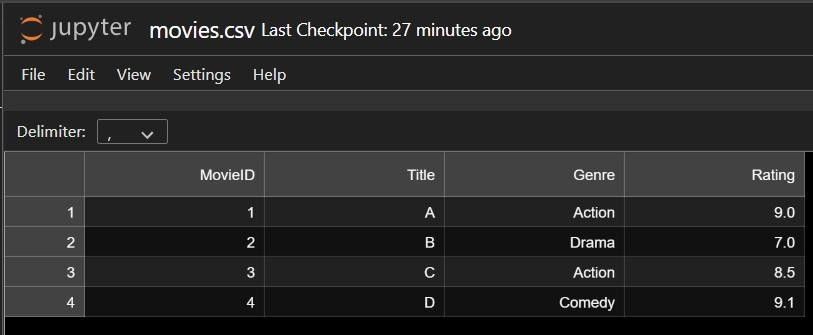 jupyter movies.csv Last Checkpoint: 27 minutes ago
File Edit View Settings Help
Delimiter: ,
MovieID Title Genre Rating
1 1 A Action 9.0
2 2 B Drama 7.0
3 3 C Action 8.5
4 4 D Comedy 9.1